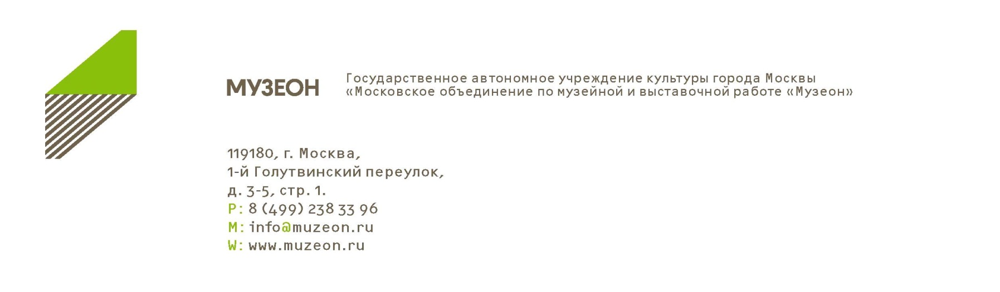 МУЗЕОН
Государственное автономное учреждение культуры города Москвы
«Московское объединение по музейной и выставочной работе «Музеон»
119180, г. Москва,
1-й Голутвинский переулок,
д. 3-5, стр. 1.
P: 8 (499) 238 33 96
M: info@muzeon.ru
W: www.muzeon.ru